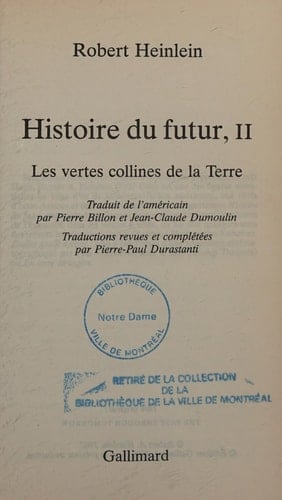 Robert Heinlein
Histoire du futur, II
Les vertes collines de la Terre
Traduit de l'américain
par Pierre Billon et Jean-Claude Dumoulin
Traductions revues et complétées
par Pierre-Paul Durastanti
BIBLIOTHÈQUE
Notre Dame
VILLE DE MONTRÉAL
RETIRÉ DE LA COLLECTION
DE LA
BIBLIOTHÈQUE DE LA VILLE DE MONTRÉAL
Gallimard